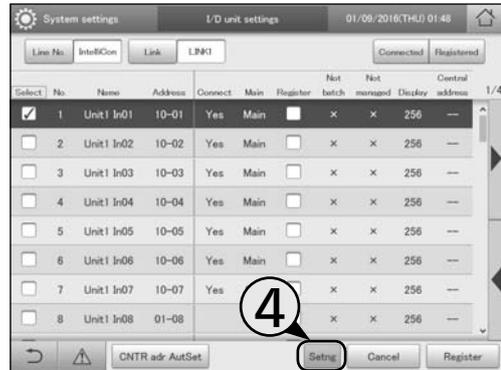 System settings I/D unit settings 01/09/2016(THU) 01:48
Line No. IntelliCon Link LINK1 Connected Registered
Select No. Name Address Connect Main Register Not batch Not managed Display Central address 1/4
1 Unit1 In01 10-01 Yes Main × × 256 --
2 Unit1 In02 10-02 Yes Main × × 256 --
3 Unit1 In03 10-03 Yes Main × × 256 --
4 Unit1 In04 10-04 Yes Main × × 256 --
5 Unit1 In05 10-05 Yes Main × × 256 --
6 Unit1 In06 10-06 Yes Main × × 256 --
7 Unit1 In07 10-07 Yes × × 256 --
8 Unit1 In08 01-08 × × 256 --
4
CNTR adr AutSet Setng Cancel Register